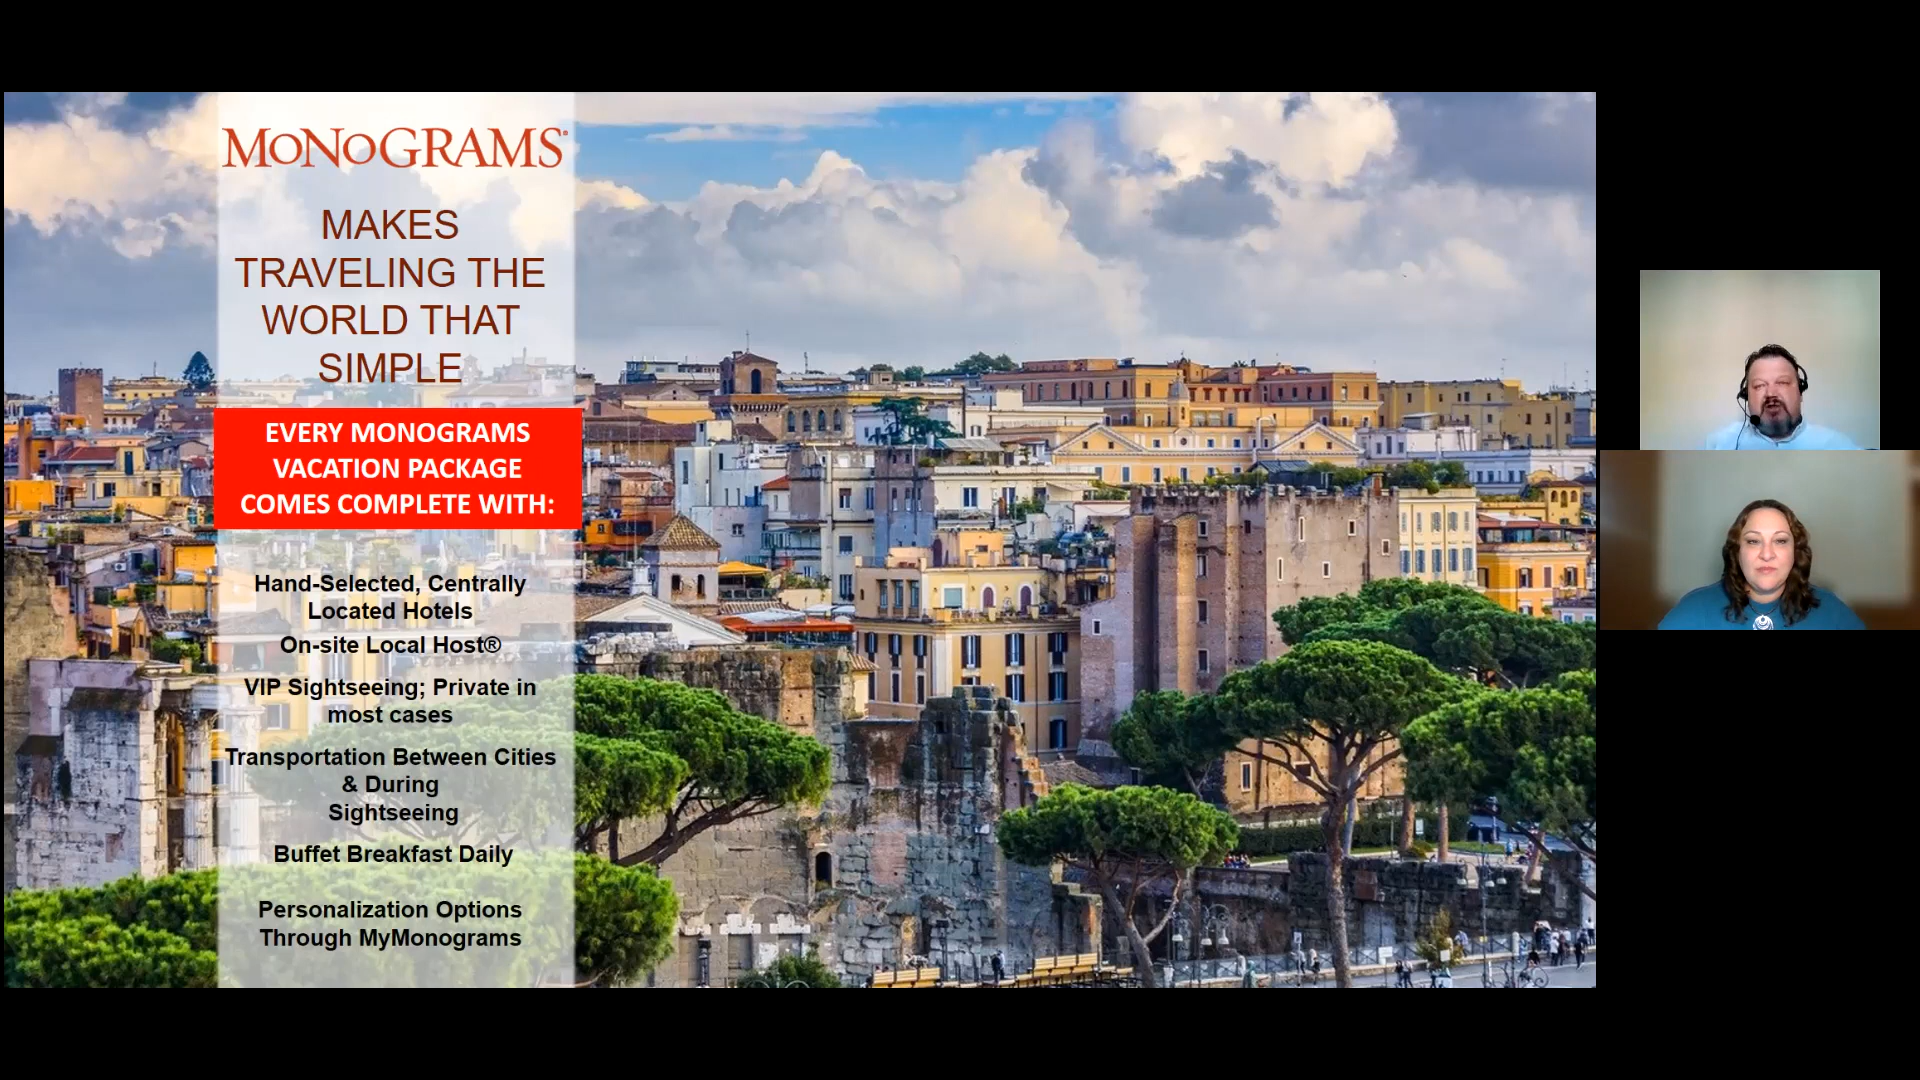 MONOGRAMS®
MAKES
TRAVELING THE
WORLD THAT
SIMPLE
EVERY MONOGRAMS
VACATION PACKAGE
COMES COMPLETE WITH:
Hand-Selected, Centrally
Located Hotels
On-site Local Host®
VIP Sightseeing; Private in
most cases
Transportation Between Cities
& During
Sightseeing
Buffet Breakfast Daily
Personalization Options
Through MyMonograms